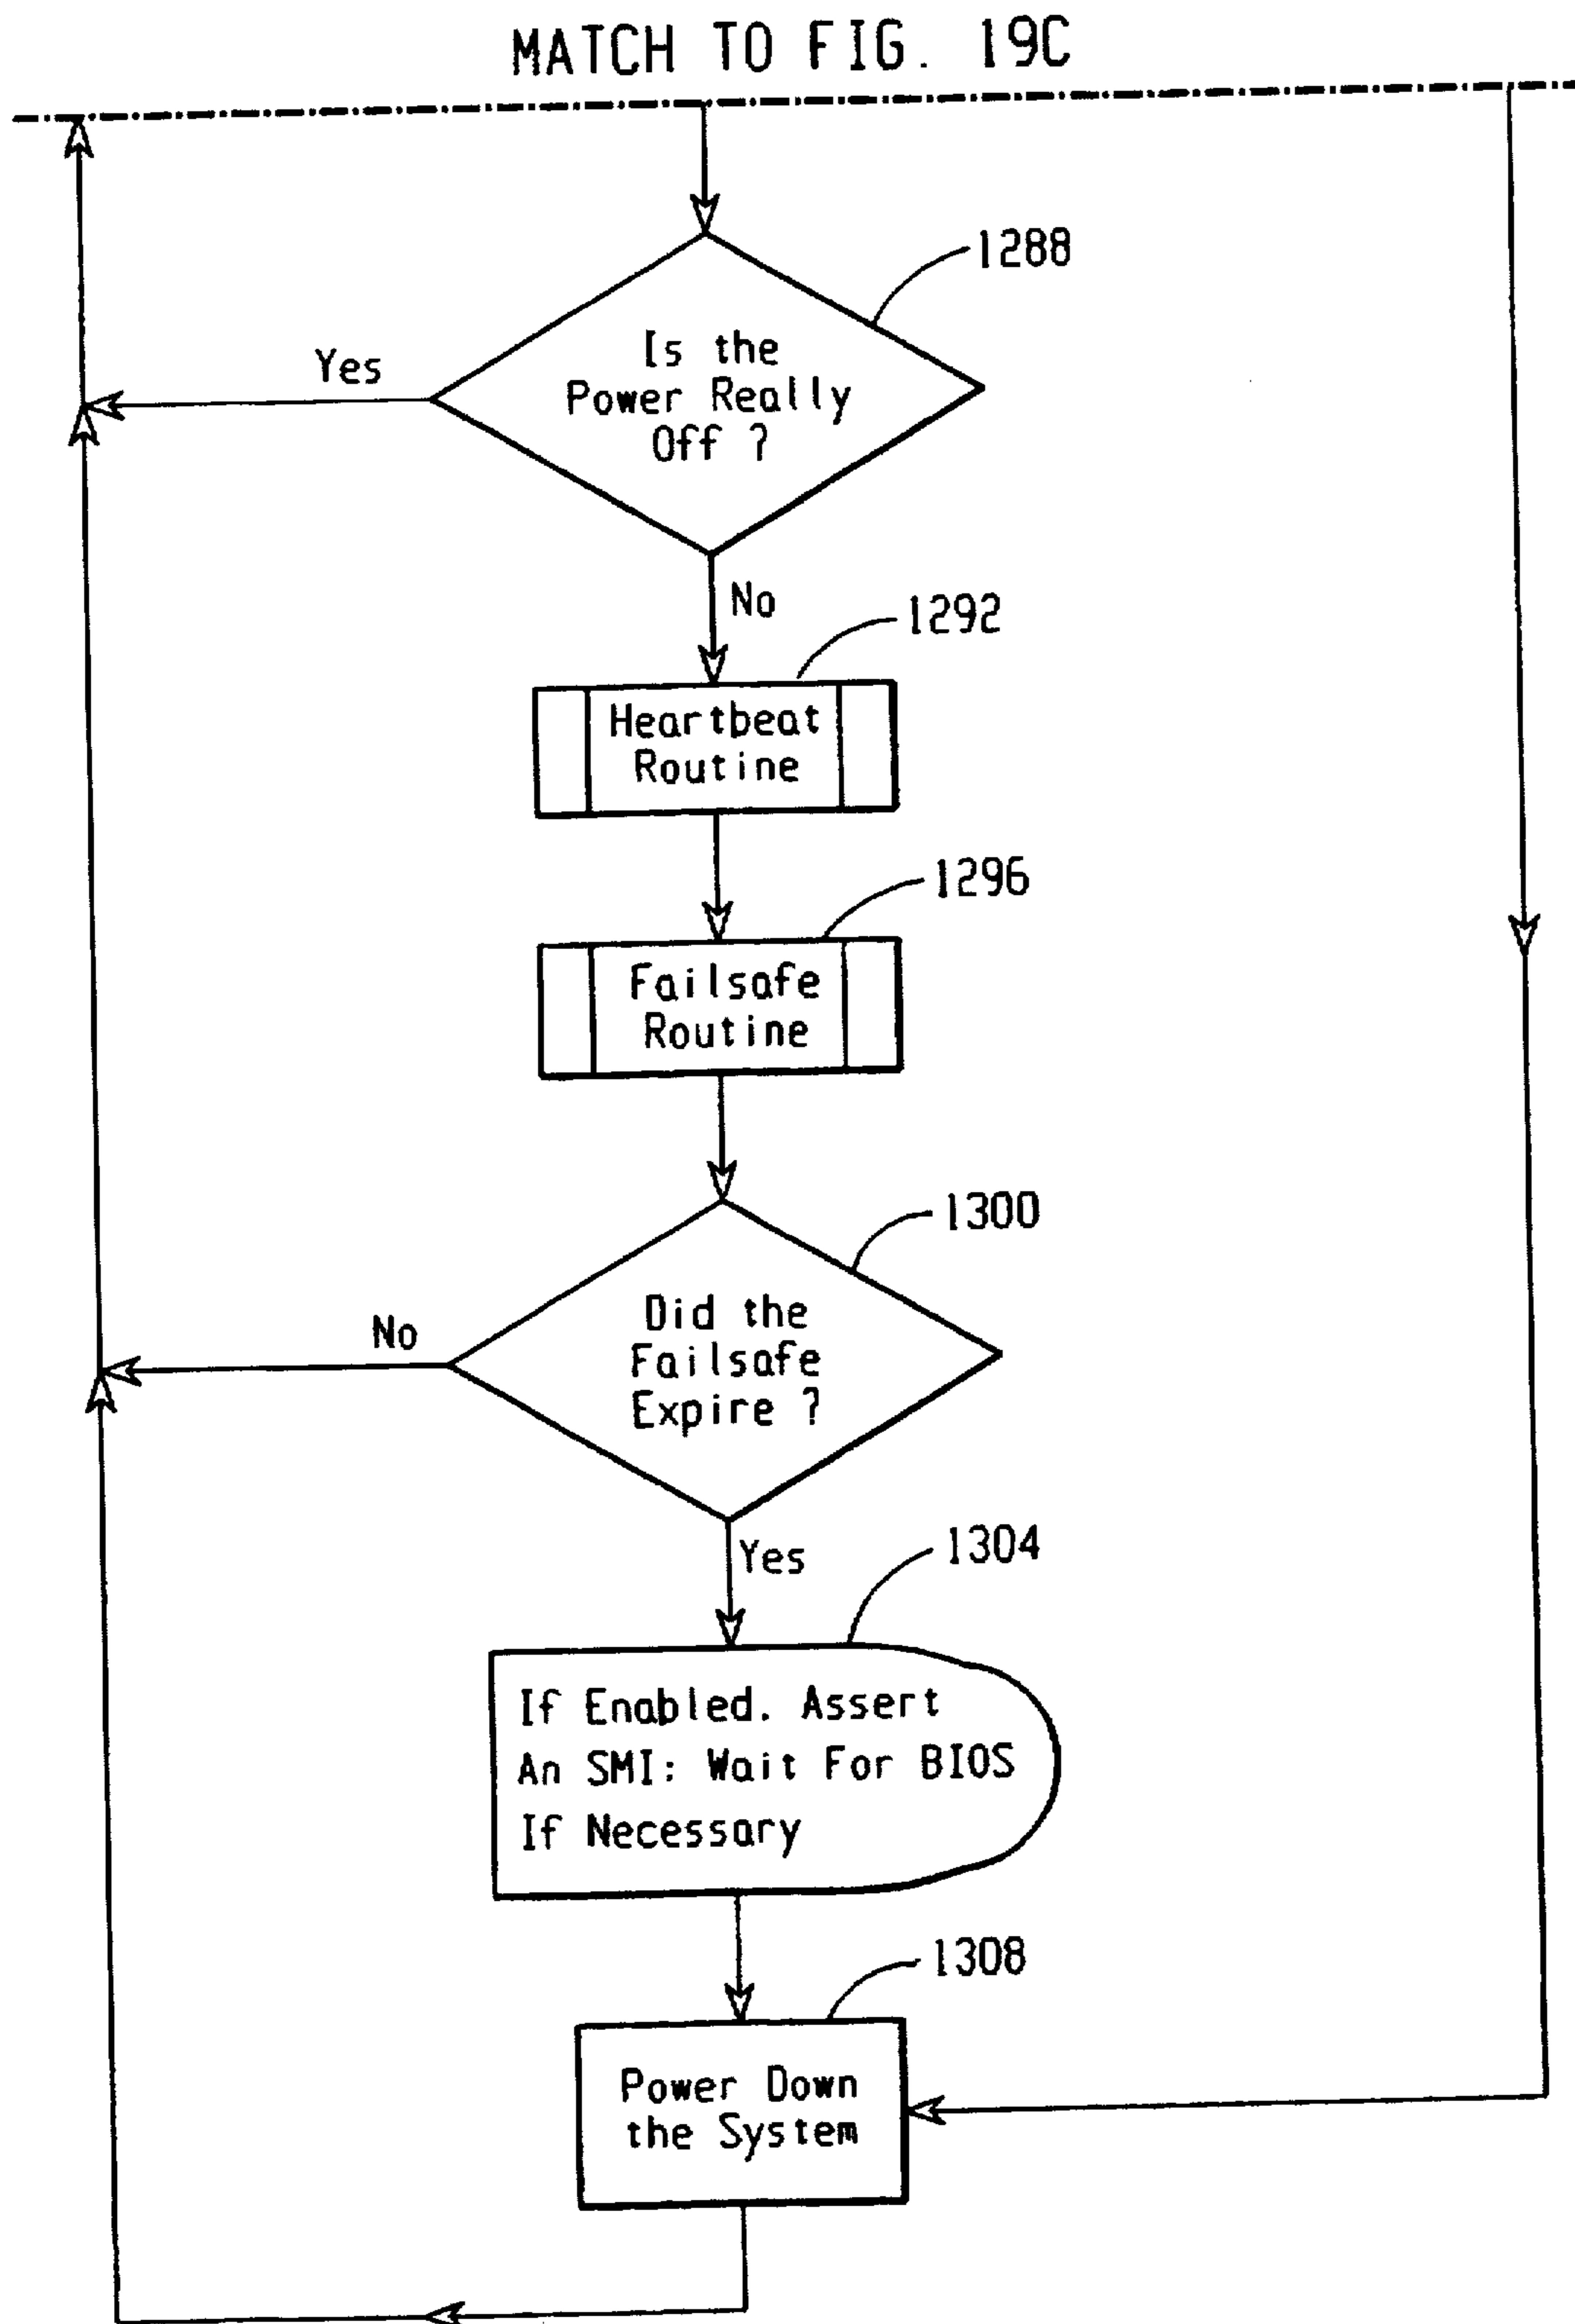 MATCH TO FIG. 19C
1288
Is the
Power Really
Off ?
Yes
No
1292
Heartbeat
Routine
1296
Failsafe
Routine
1300
Did the
Failsafe
Expire ?
No
Yes
1304
If Enabled. Assert
An SMI: Wait For BIOS
If Necessary
1308
Power Down
the System